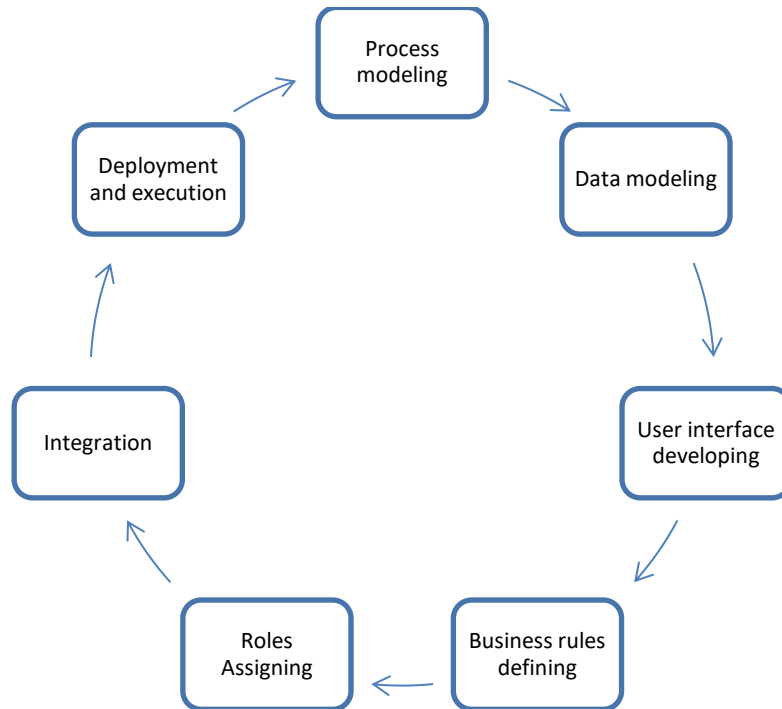 Process
modeling
Data modeling
User interface
developing
Business rules
defining
Roles
Assigning
Integration
Deployment
and execution